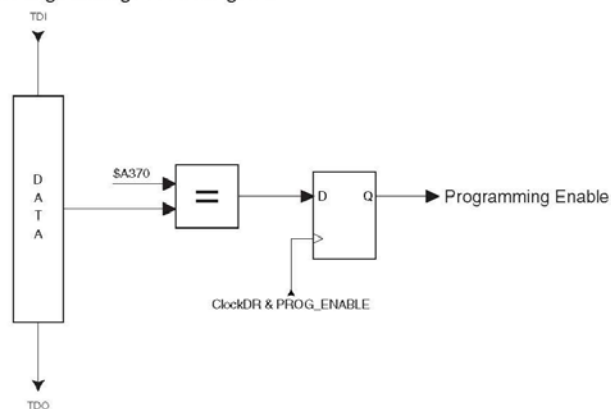 TDI
D
A
T
A
$A370
=
D
Q
Programming Enable
ClockDR & PROG_ENABLE
TDO